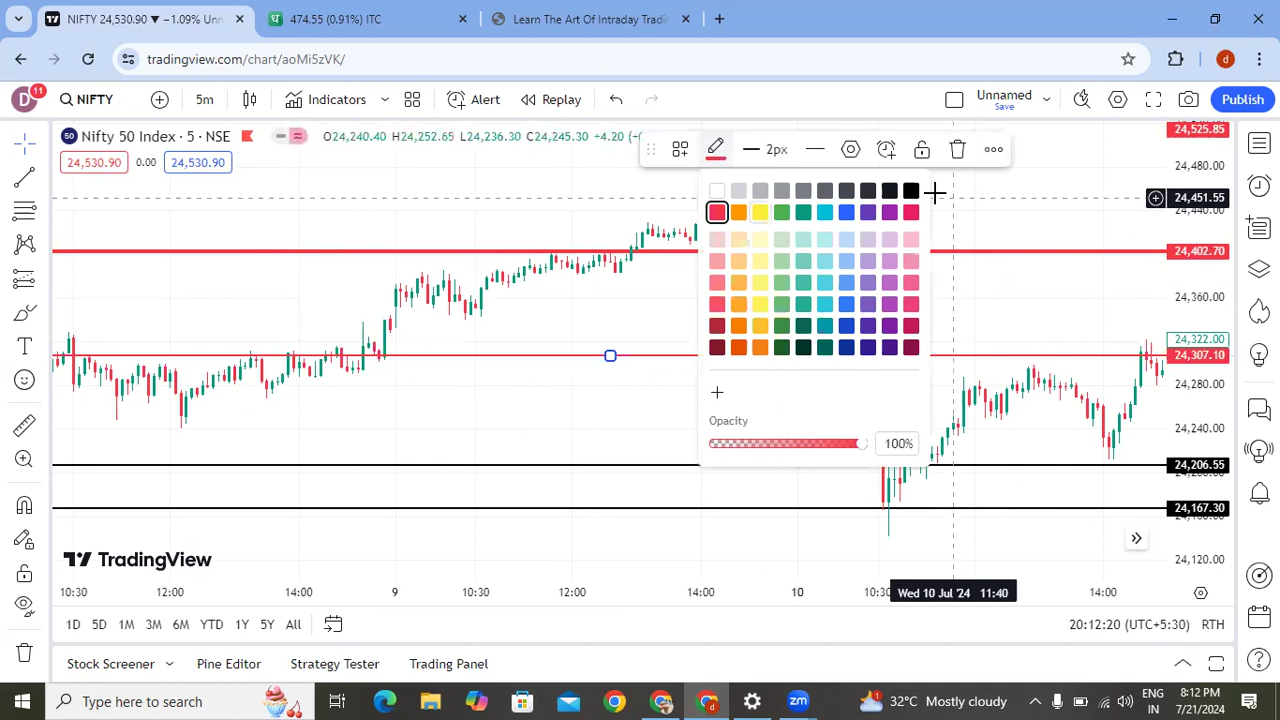 NIFTY 24,530.90 ▼ −1.09% Unn
474.55 (0.91%) ITC
Learn The Art Of Intraday Tradin
tradingview.com/chart/aoMi5zVK/
d
D
11
NIFTY
5m
Indicators
Alert
Replay
Unnamed
Save
Publish
50
Nifty 50 Index · 5 · NSE
O24,240.40 H24,252.65 L24,236.30 C24,245.30 +4.20
24,530.90
0.00
24,530.90
2px
24,525.85
24,480.00
24,451.55
24,440.00
24,402.70
24,360.00
24,322.00
24,307.10
24,280.00
24,240.00
24,206.55
24,167.30
24,120.00
Opacity
100%
TradingView
10:30
12:00
14:00
9
10:30
12:00
14:00
10
10:30
Wed 10 Jul '24 11:40
14:00
1D 5D 1M 3M 6M YTD 1Y 5Y All
20:12:20 (UTC+5:30)
RTH
Stock Screener
Pine Editor
Strategy Tester
Trading Panel
Type here to search
zm
1
32°C Mostly cloudy
ENG
IN
8:12 PM
7/21/2024